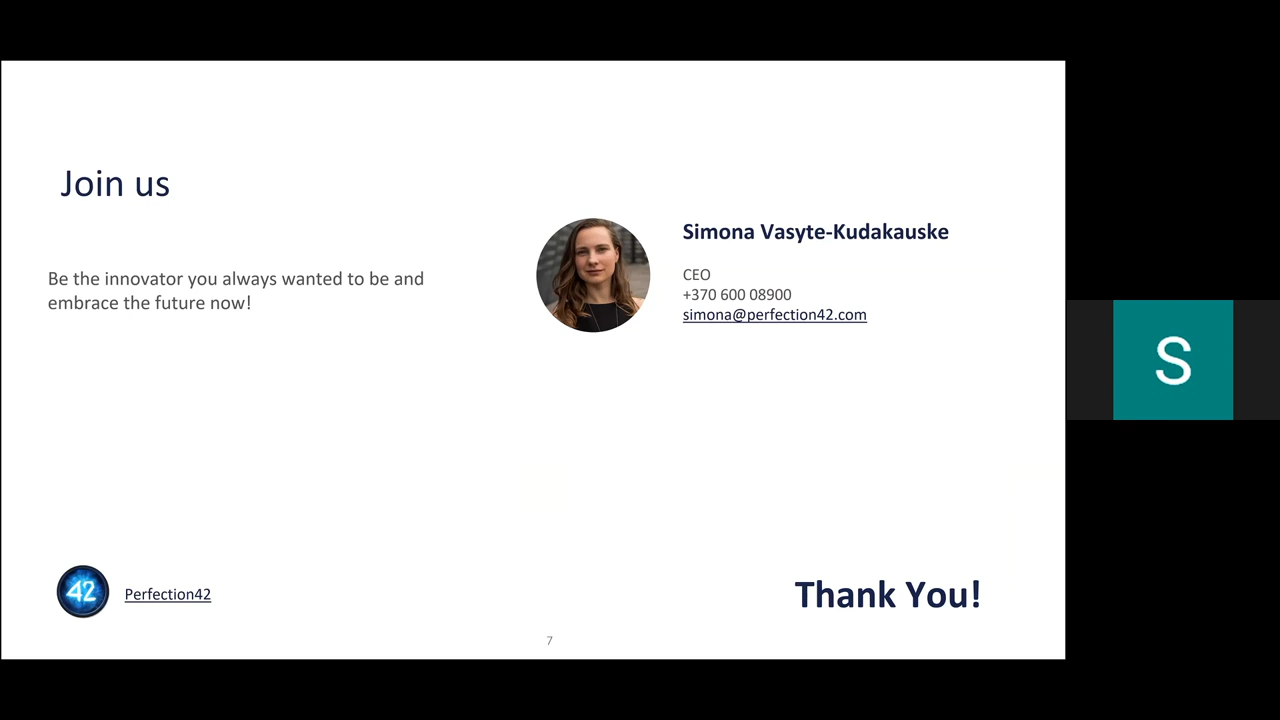 Join us
Be the innovator you always wanted to be and
embrace the future now!
Simona Vasyte-Kudakauske
CEO
+370 600 08900
simona@perfection42.com
S
42
Perfection42
Thank You!
7